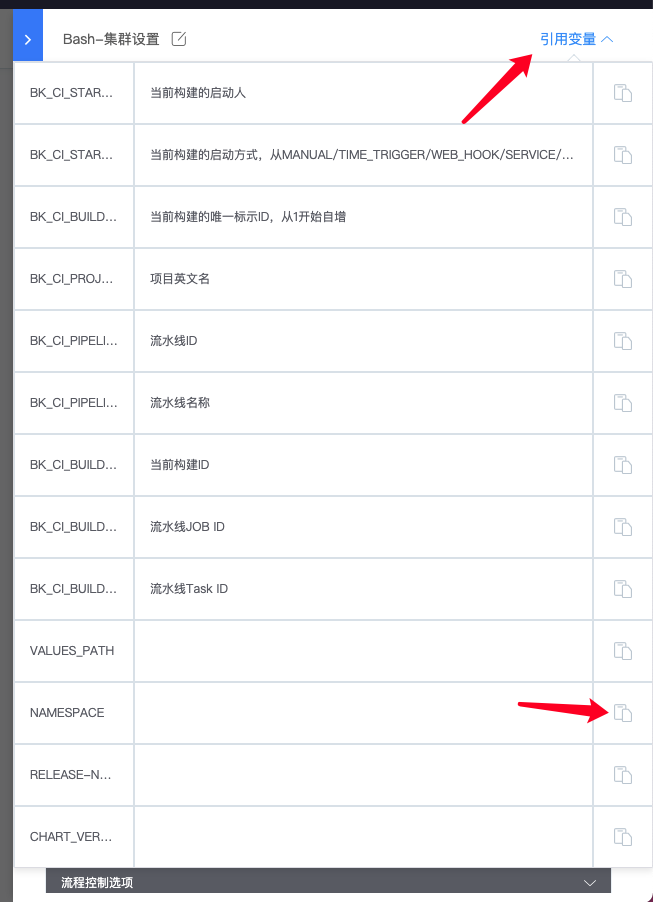 Bash-集群设置
引用变量
BK_CI_STAR... 当前构建的启动人
BK_CI_STAR... 当前构建的启动方式，从MANUAL/TIME_TRIGGER/WEB_HOOK/SERVICE/...
BK_CI_BUILD... 当前构建的唯一标示ID，从1开始自增
BK_CI_PROJ... 项目英文名
BK_CI_PIPELI... 流水线ID
BK_CI_PIPELI... 流水线名称
BK_CI_BUILD... 当前构建ID
BK_CI_BUILD... 流水线JOB ID
BK_CI_BUILD... 流水线Task ID
VALUES_PATH
NAMESPACE
RELEASE-N...
CHART_VER...
流程控制选项